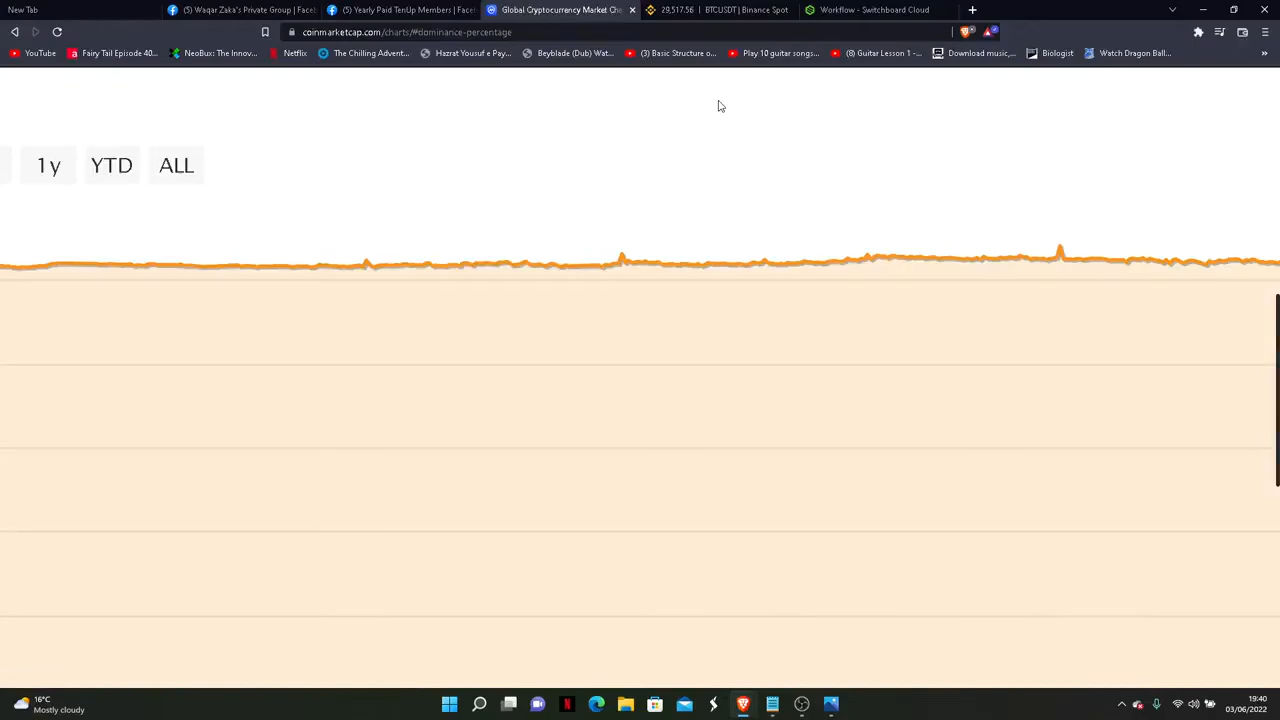 New Tab
(5) Waqar Zaka's Private Group | Faceb
(5) Yearly Paid TenUp Members | Faceb
Global Cryptocurrency Market Cha
29,517.56 | BTCUSDT | Binance Spot
Workflow - Switchboard Cloud
coinmarketcap.com/charts/#dominance-percentage
YouTube
Fairy Tail Episode 40...
NeoBux: The Innov...
Netflix
The Chilling Advent...
Hazrat Yousuf e Pay...
Beyblade (Dub) Wat...
(3) Basic Structure o...
Play 10 guitar songs...
(8) Guitar Lesson 1 -...
Download music,...
Biologist
Watch Dragon Ball...
1y
YTD
ALL
16°C
Mostly cloudy
19:40
03/06/2022